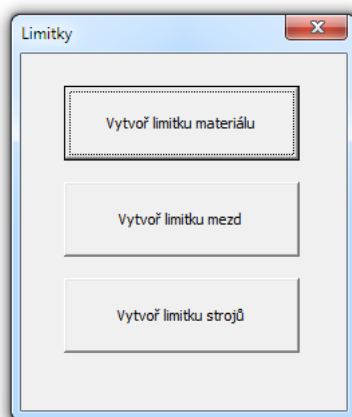 Limitky
Vytvoř limitku materiálu
Vytvoř limitku mezd
Vytvoř limitku strojů